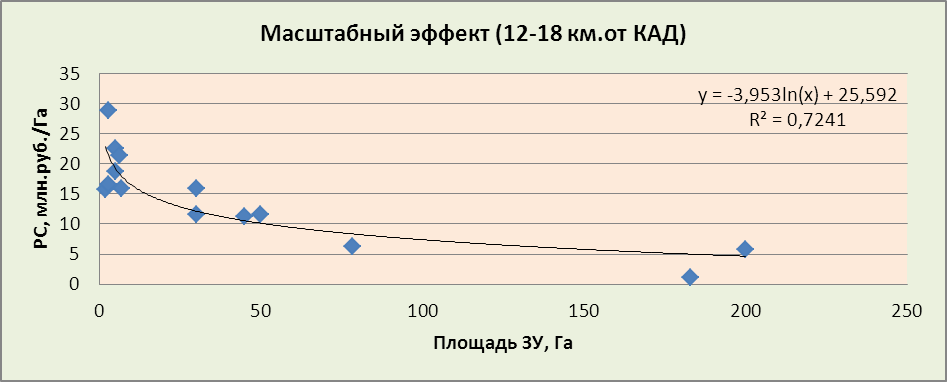 Масштабный эффект (12-18 км.от КАД)
y = -3,953ln(x) + 25,592
R² = 0,7241
РС, млн.руб./Га
35
30
25
20
15
10
5
0
0 50 100 150 200 250
Площадь ЗУ, Га